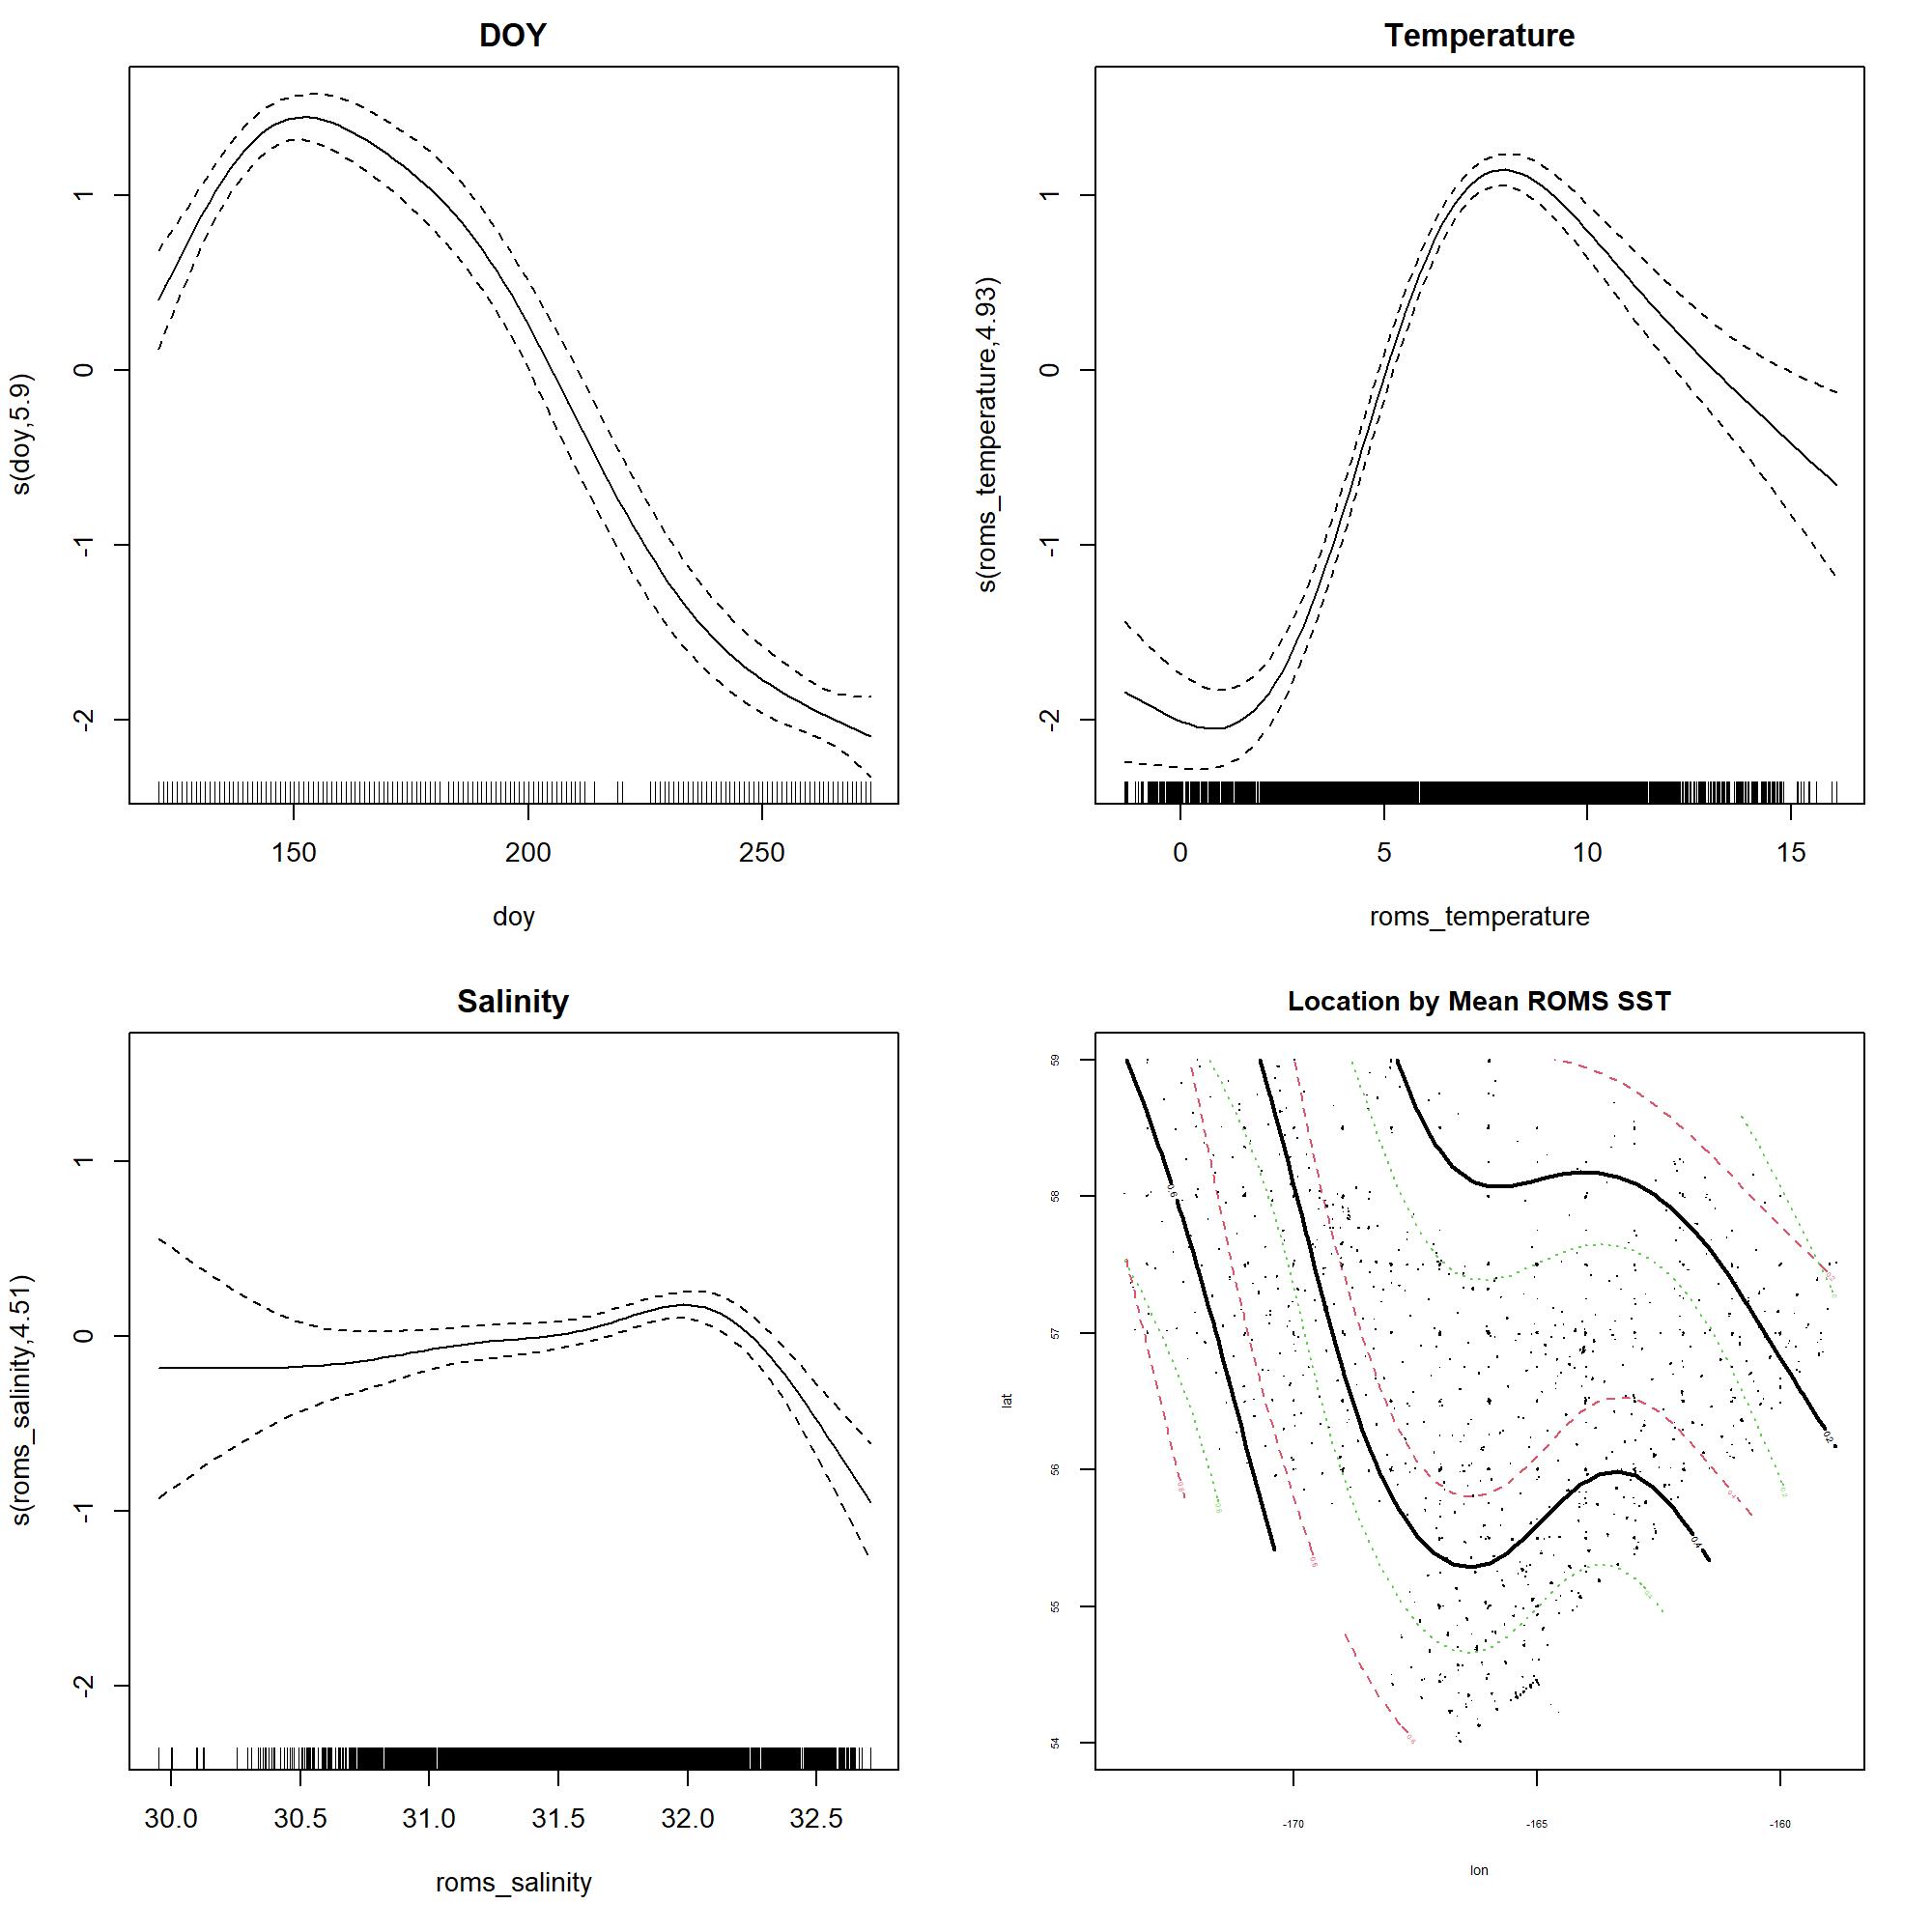 DOY
s(doy,5.9)
1
0
-1
-2
150 200 250
doy
Temperature
s(roms_temperature,4.93)
1
0
-1
-2
0 5 10 15
roms_temperature
Salinity
s(roms_salinity,4.51)
1
0
-1
-2
30.0 30.5 31.0 31.5 32.0 32.5
roms_salinity
Location by Mean ROMS SST
lat
59
58
57
56
55
54
-170 -165 -160
lon